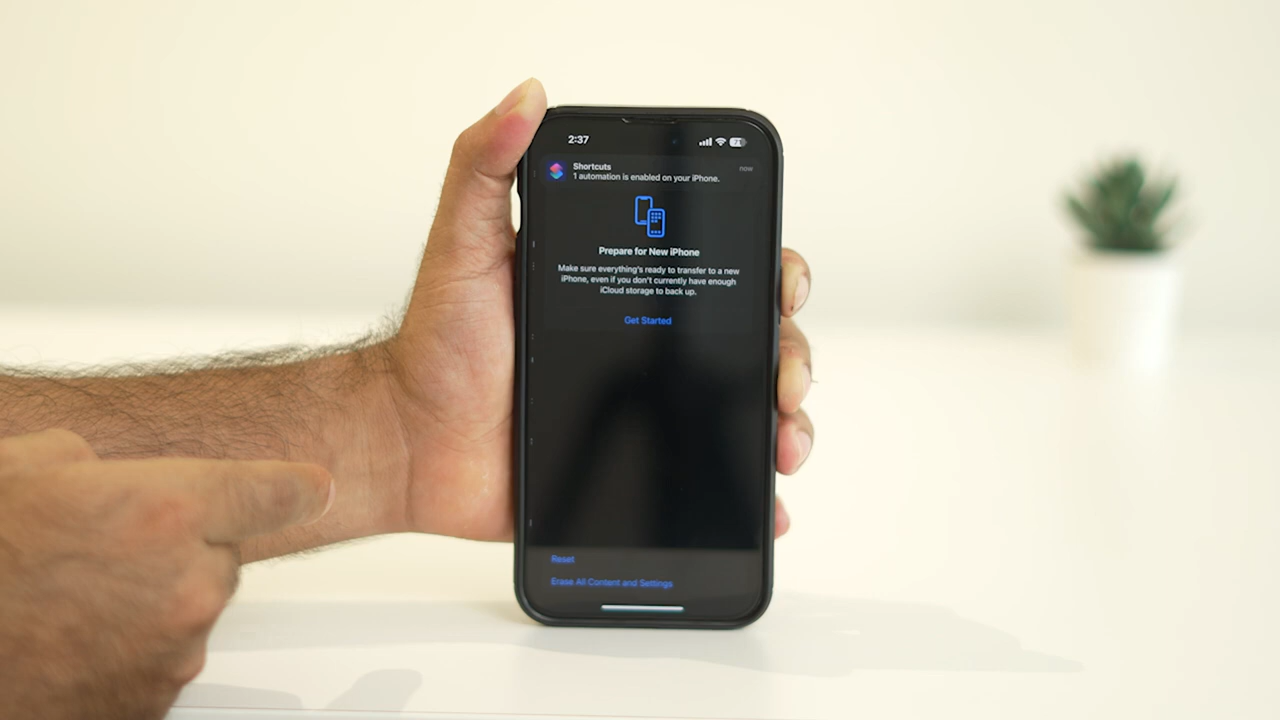 2:37
71
Shortcuts
now
1 automation is enabled on your iPhone.
Prepare for New iPhone
Make sure everything's ready to transfer to a new
iPhone, even if you don't currently have enough
iCloud storage to back up.
Get Started
Reset
Erase All Content and Settings